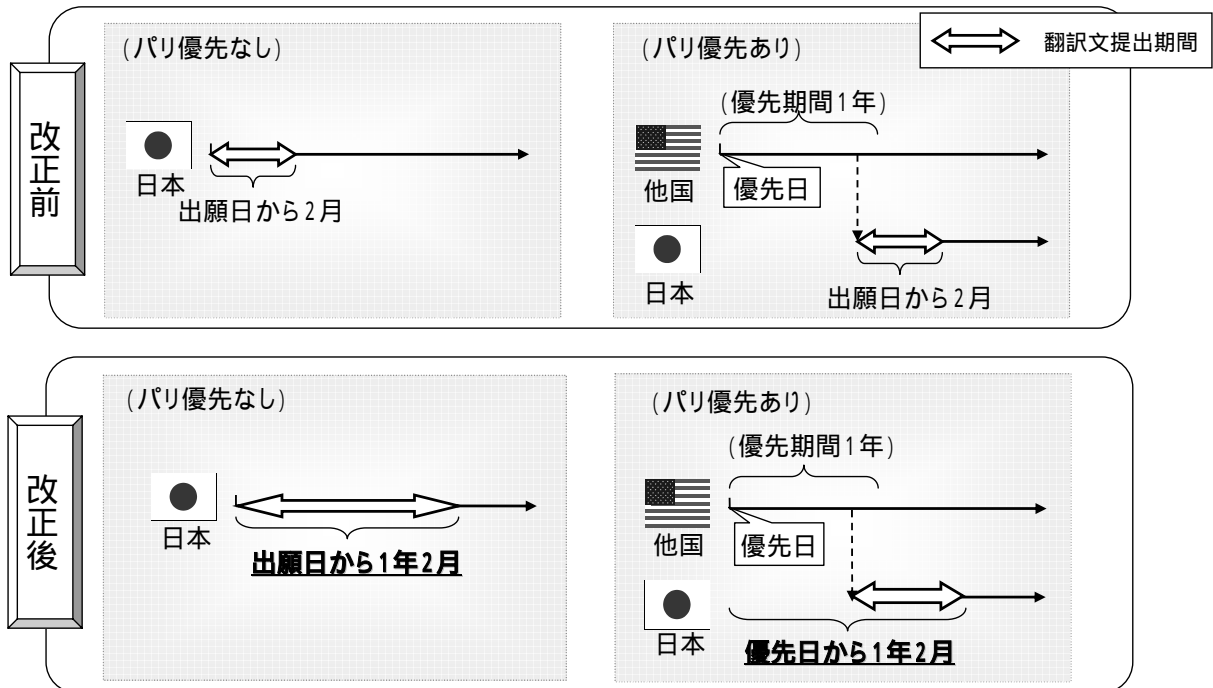 翻訳文提出期間
改正前
(パリ優先なし)
日本
出願日から2月
(パリ優先あり)
(優先期間1年)
他国
優先日
日本
出願日から2月
改正後
(パリ優先なし)
日本
出願日から1年2月
(パリ優先あり)
(優先期間1年)
他国
優先日
日本
優先日から1年2月